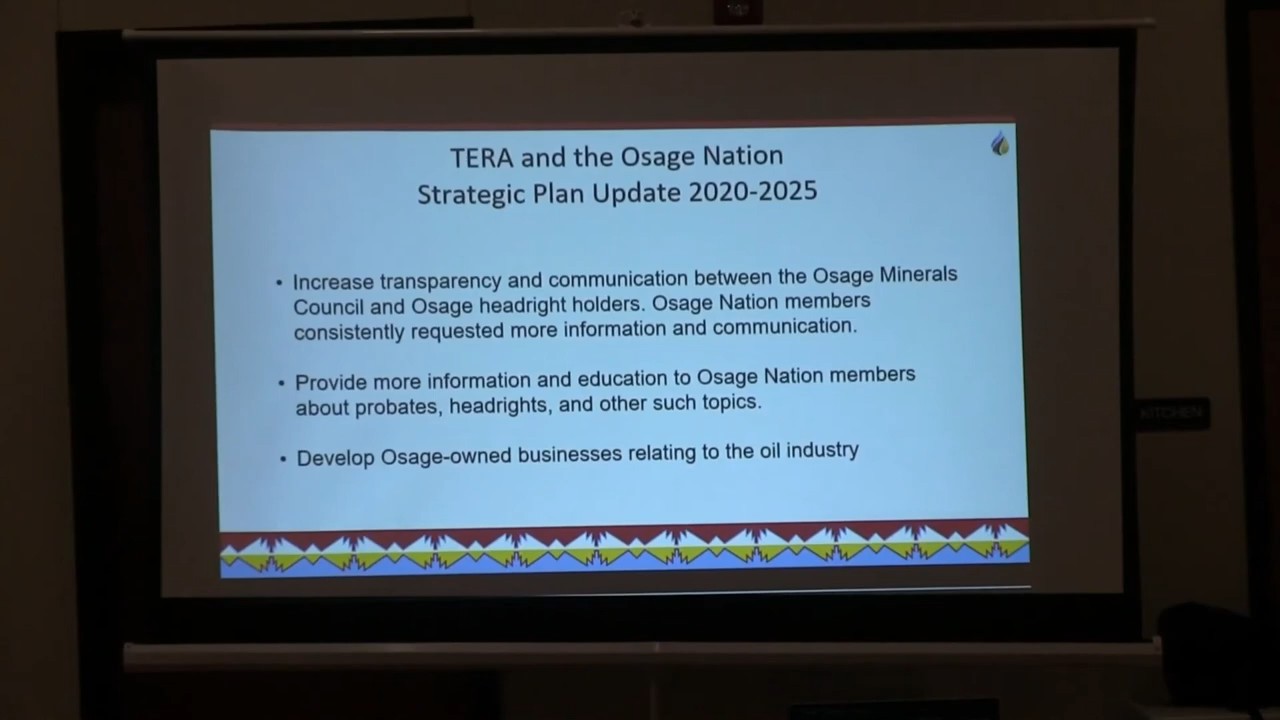 TERA and the Osage Nation
Strategic Plan Update 2020-2025
• Increase transparency and communication between the Osage Minerals
Council and Osage headright holders. Osage Nation members
consistently requested more information and communication.
• Provide more information and education to Osage Nation members
about probates, headrights, and other such topics.
• Develop Osage-owned businesses relating to the oil industry
KITCHEN